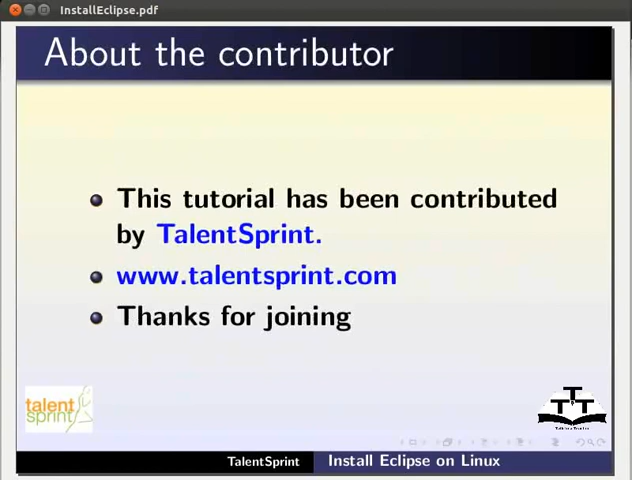 InstallEclipse.pdf
About the contributor
This tutorial has been contributed
by TalentSprint.
www.talentsprint.com
Thanks for joining
talent
sprint
TTT
TalentSprint Install Eclipse on Linux